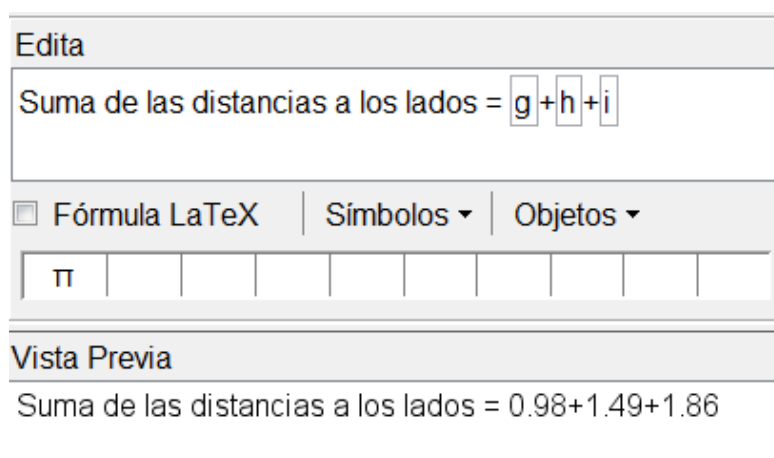 Edita
Suma de las distancias a los lados = g+h+i
Fórmula LaTeX Símbolos Objetos
π
Vista Previa
Suma de las distancias a los lados = 0.98+1.49+1.86